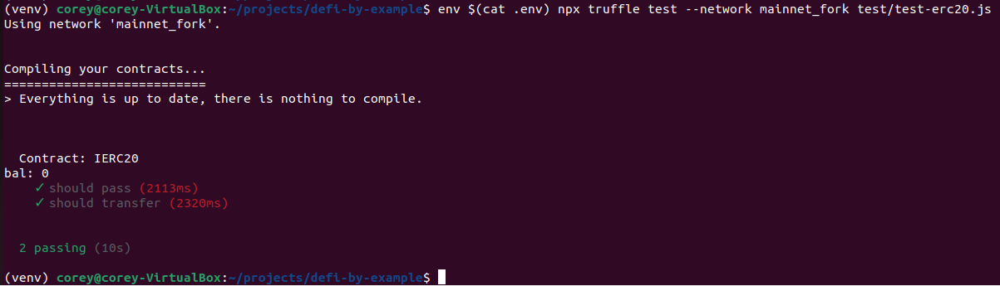 (venv) corey@corey-VirtualBox:~/projects/defi-by-example$ env $(cat .env) npx truffle test --network mainnet_fork test/test-erc20.js
Using network 'mainnet_fork'.
Compiling your contracts...
===========================
> Everything is up to date, there is nothing to compile.
Contract: IERC20
bal: 0
✓ should pass (2113ms)
✓ should transfer (2320ms)
2 passing (10s)
(venv) corey@corey-VirtualBox:~/projects/defi-by-example$